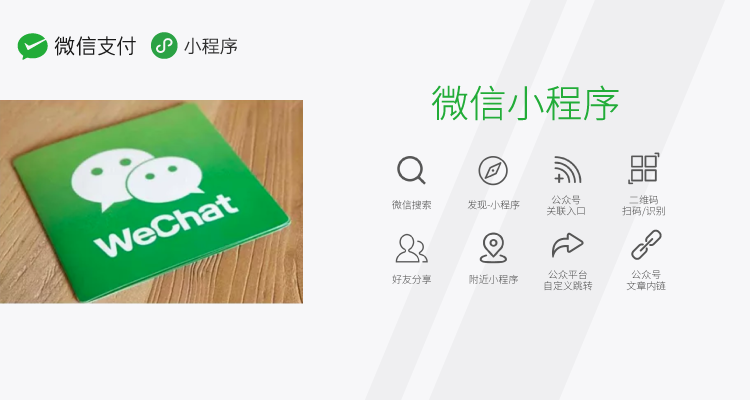 微信支付 小程序
微信小程序
WeChat
微信搜索
发现-小程序
公众号
关联入口
二维码
扫码/识别
好友分享
附近小程序
公众平台
自定义跳转
公众号
文章内链